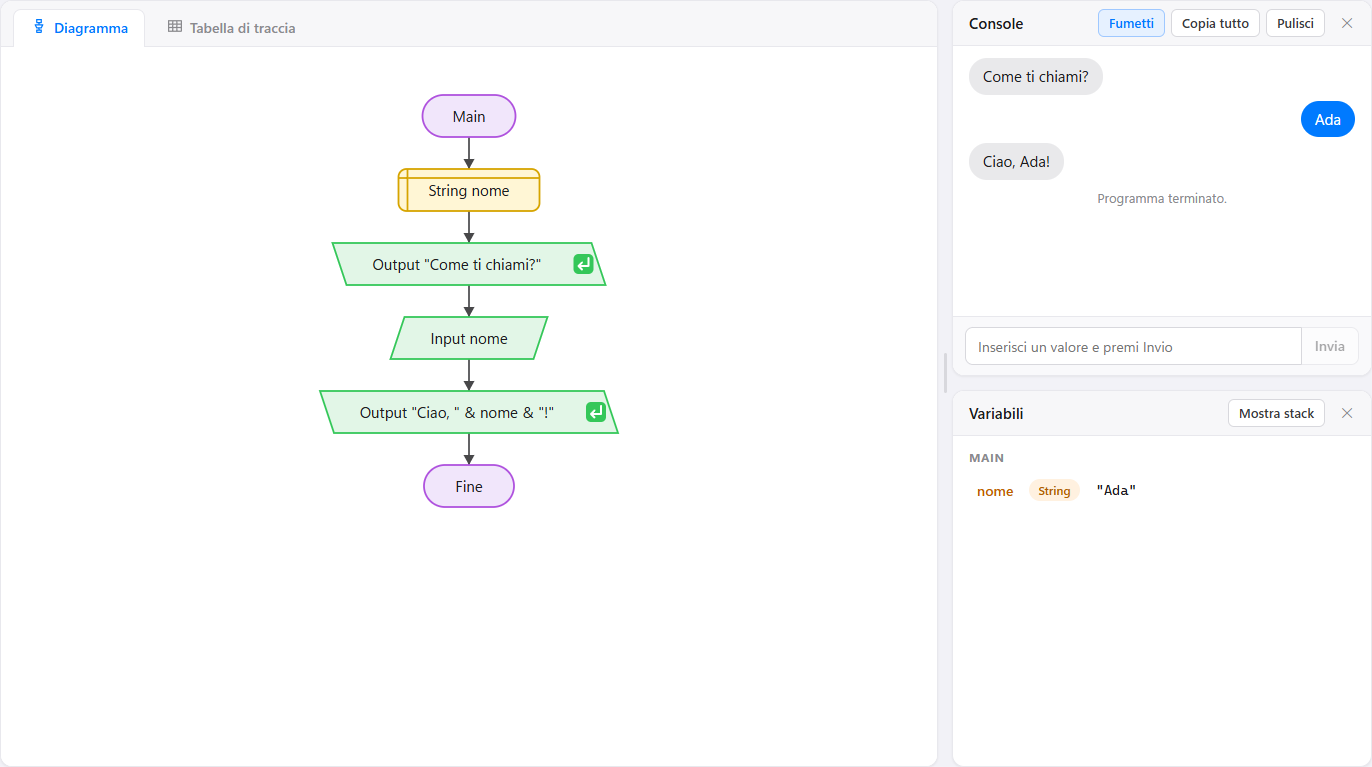 Diagramma
Tabella di traccia
Main
String nome
Output "Come ti chiami?"
Input nome
Output "Ciao, " & nome & "!"
Fine
Console
Fumetti
Copia tutto
Pulisci
Come ti chiami?
Ada
Ciao, Ada!
Programma terminato.
Inserisci un valore e premi Invio
Invia
Variabili
Mostra stack
MAIN
nome String "Ada"